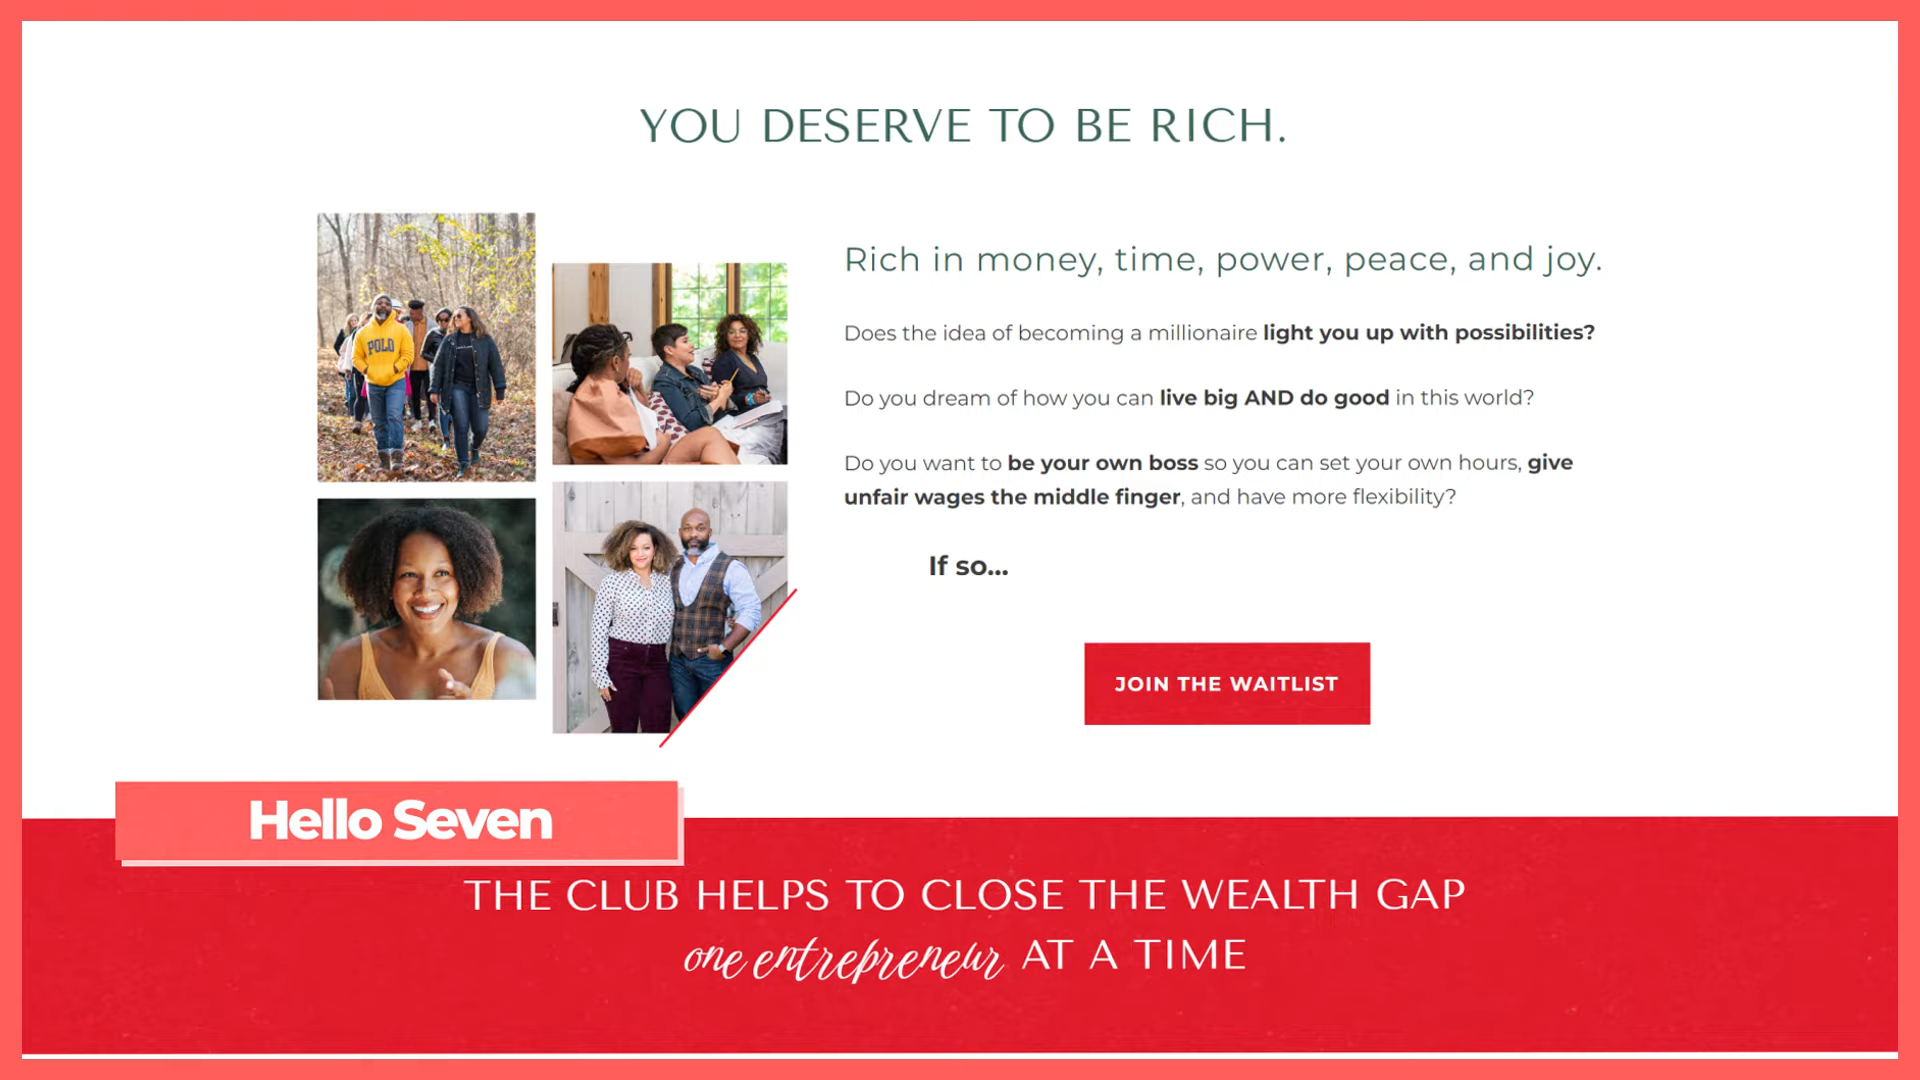 YOU DESERVE TO BE RICH.
POLO
Rich in money, time, power, peace, and joy.
Does the idea of becoming a millionaire light you up with possibilities?
Do you dream of how you can live big AND do good in this world?
Do you want to be your own boss so you can set your own hours, give
unfair wages the middle finger, and have more flexibility?
If so...
JOIN THE WAITLIST
Hello Seven
THE CLUB HELPS TO CLOSE THE WEALTH GAP
one entrepreneur AT A TIME